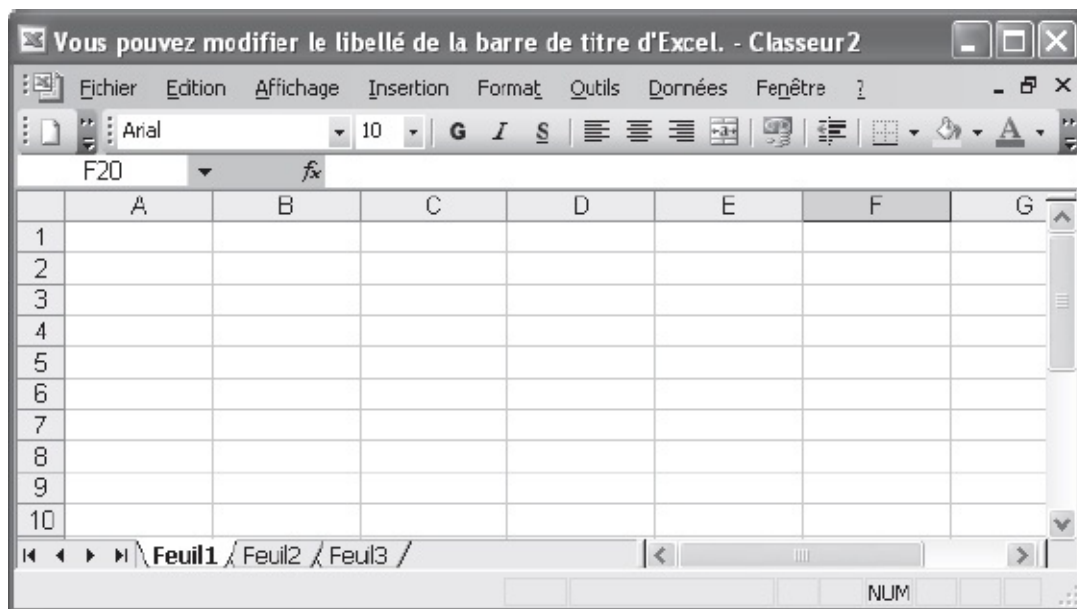 Vous pouvez modifier le libellé de la barre de titre d'Excel. - Classeur2
Fichier Edition Affichage Insertion Format Outils Données Fenêtre ?
Arial 10 G I S A
F20 fx
A B C D E F G
1
2
3
4
5
6
7
8
9
10
Feuil1 Feuil2 Feuil3
NUM